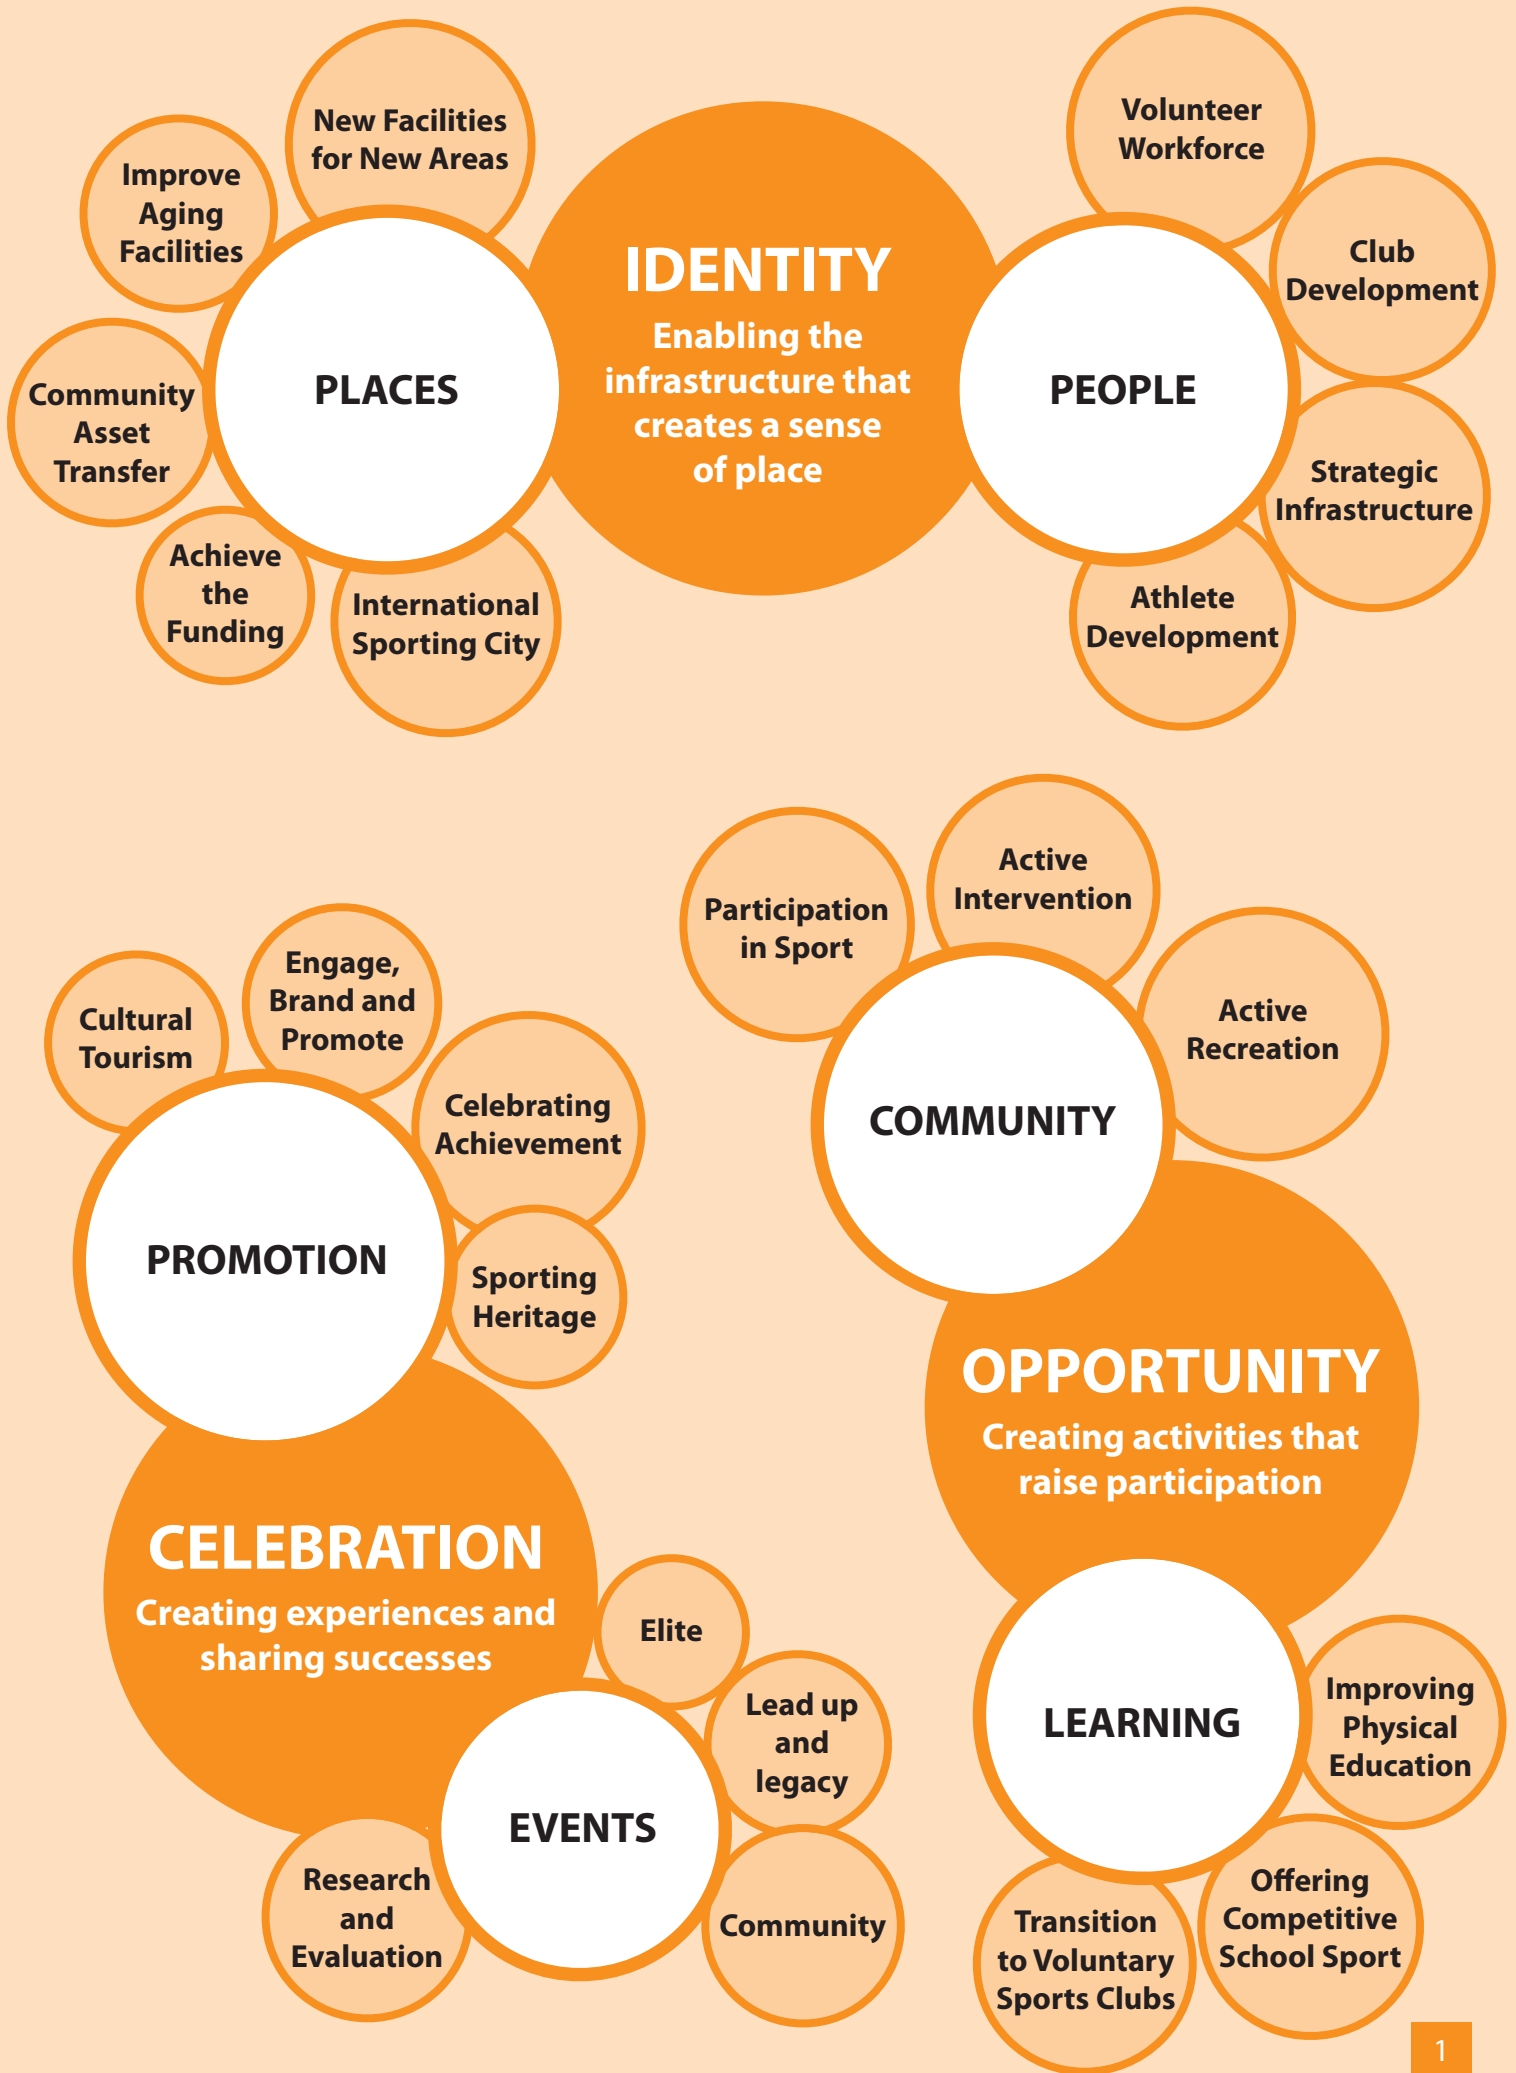 New Facilities
for New Areas
Improve
Aging
Facilities
Community
Asset
Transfer
Achieve
the
Funding
International
Sporting City
PLACES
IDENTITY
Enabling the
infrastructure that
creates a sense
of place
PEOPLE
Volunteer
Workforce
Club
Development
Strategic
Infrastructure
Athlete
Development
Cultural
Tourism
Engage,
Brand and
Promote
Celebrating
Achievement
Sporting
Heritage
PROMOTION
CELEBRATION
Creating experiences and
sharing successes
EVENTS
Elite
Lead up
and
legacy
Community
Research
and
Evaluation
Participation
in Sport
Active
Intervention
Active
Recreation
COMMUNITY
OPPORTUNITY
Creating activities that
raise participation
LEARNING
Improving
Physical
Education
Offering
Competitive
School Sport
Transition
to Voluntary
Sports Clubs
1